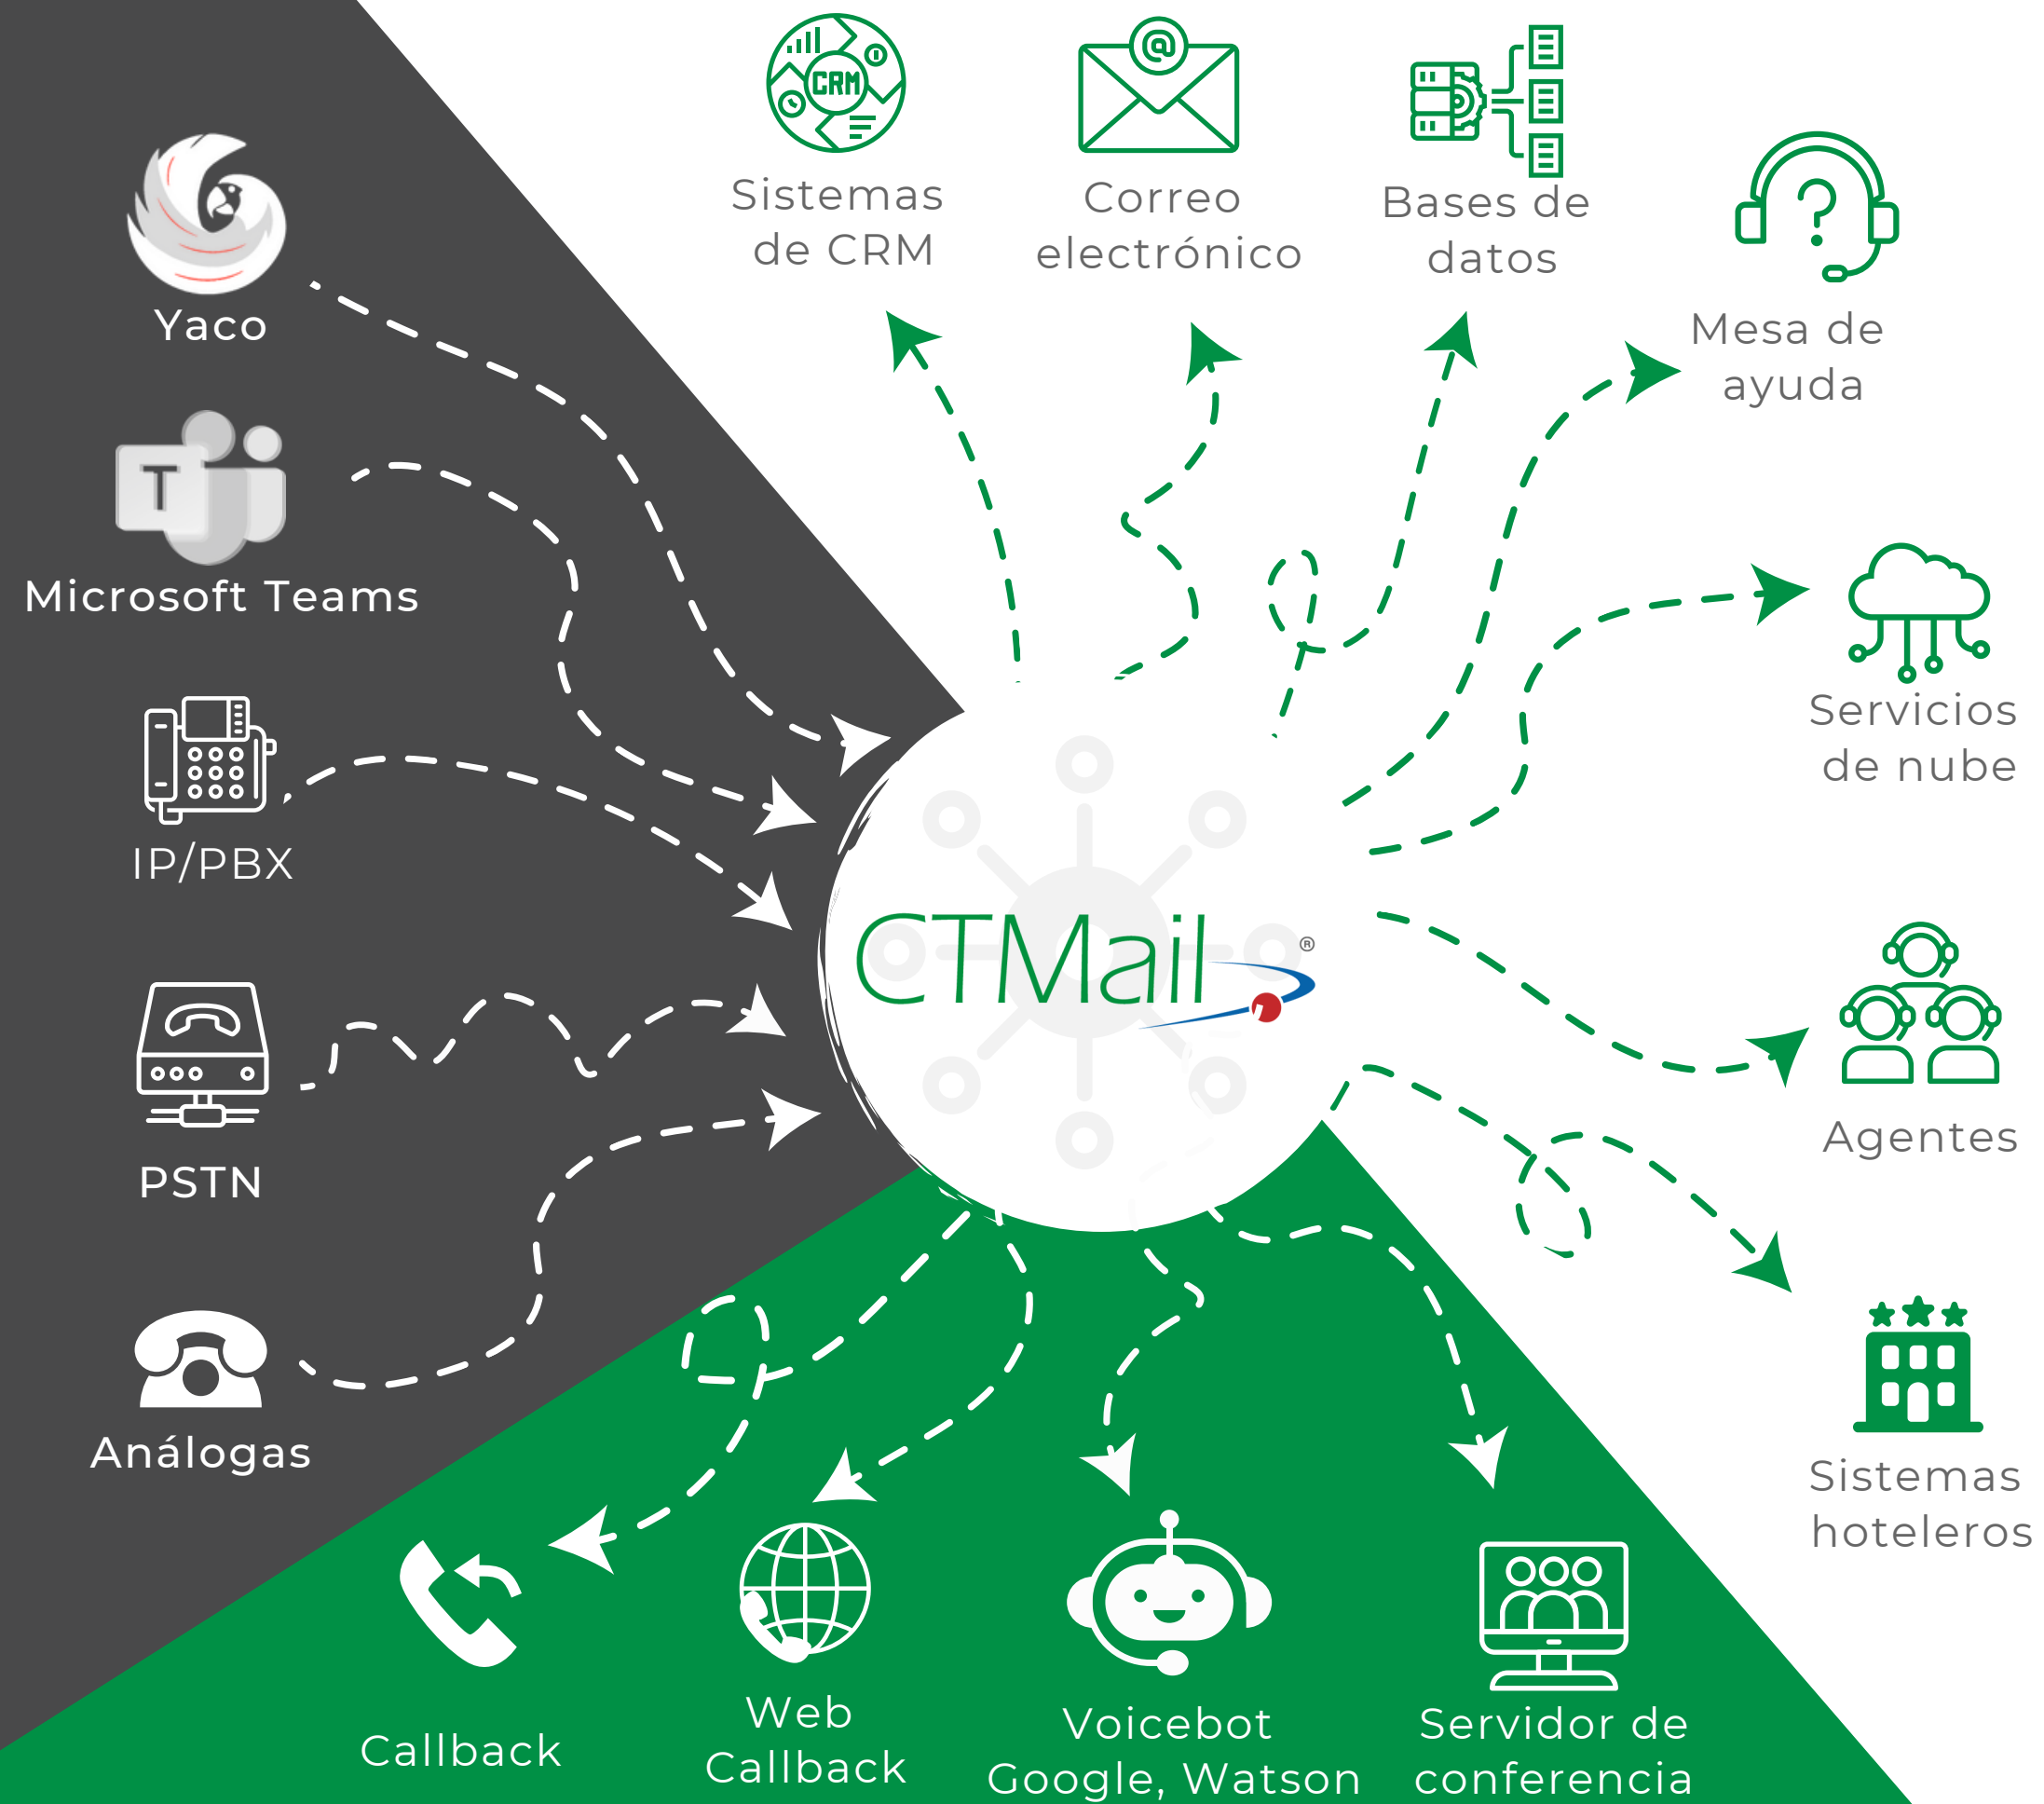 Yaco
Microsoft Teams
T
IP/PBX
PSTN
Análogas
CRM
Sistemas
de CRM
@
Correo
electrónico
Bases de
datos
?
Mesa de
ayuda
Servicios
de nube
Agentes
Sistemas
hoteleros
CTMail®
Callback
Web
Callback
Voicebot
Google, Watson
Servidor de
conferencia